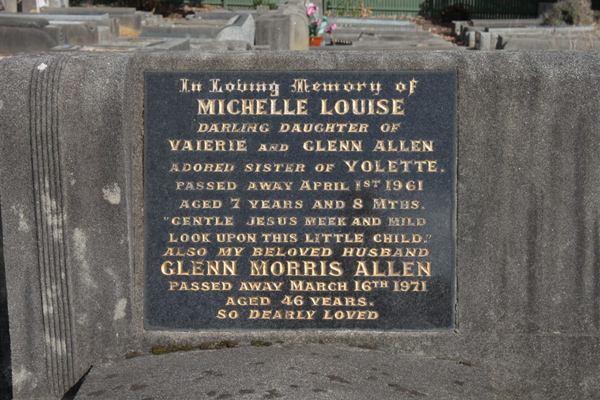 In Loving Memory of
MICHELLE LOUISE
DARLING DAUGHTER OF
VAIERIE AND GLENN ALLEN
ADORED SISTER OF YOLETTE.
PASSED AWAY APRIL 1ST 1961
AGED 7 YEARS AND 8 MTHS.
"GENTLE JESUS MEEK AND MILD
LOOK UPON THIS LITTLE CHILD."
ALSO MY BELOVED HUSBAND
GLENN MORRIS ALLEN
PASSED AWAY MARCH 16TH 1971
AGED 46 YEARS.
SO DEARLY LOVED